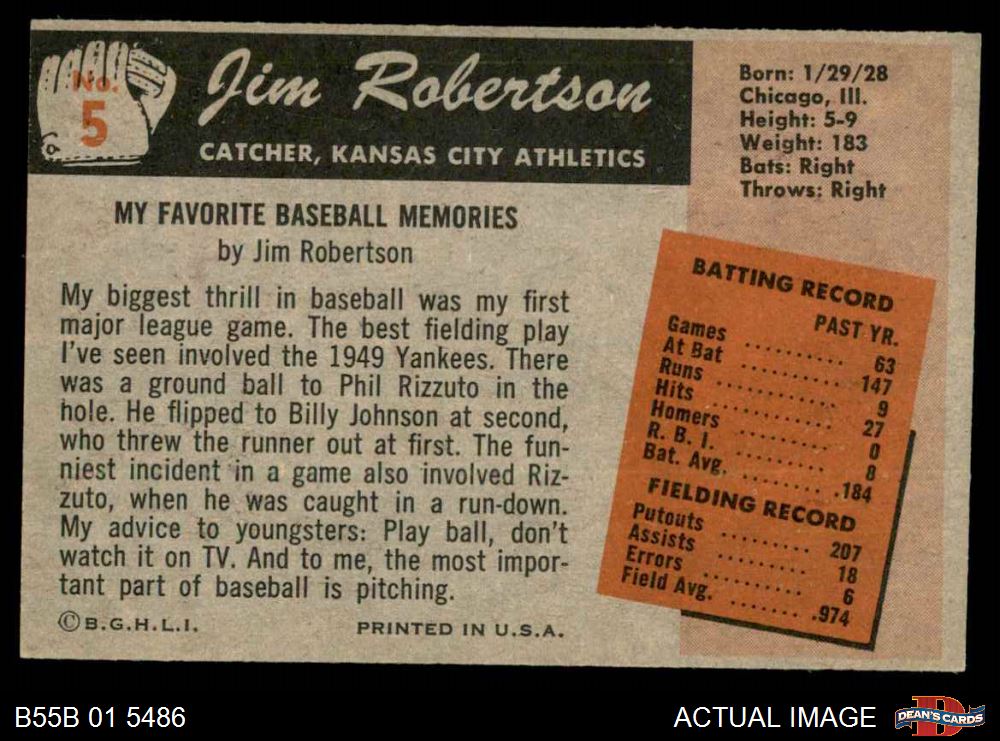 No.
5
Jim Robertson
CATCHER, KANSAS CITY ATHLETICS
Born: 1/29/28
Chicago, Ill.
Height: 5-9
Weight: 183
Bats: Right
Throws: Right
MY FAVORITE BASEBALL MEMORIES
by Jim Robertson
My biggest thrill in baseball was my first
major league game. The best fielding play
I've seen involved the 1949 Yankees. There
was a ground ball to Phil Rizzuto in the
hole. He flipped to Billy Johnson at second,
who threw the runner out at first. The fun-
niest incident in a game also involved Riz-
zuto, when he was caught in a run-down.
My advice to youngsters: Play ball, don't
watch it on TV. And to me, the most impor-
tant part of baseball is pitching.
© B.G.H.L.I. PRINTED IN U.S.A.
BATTING RECORD
PAST YR.
Games .......... 63
At Bat .......... 147
Runs .......... 9
Hits .......... 27
Homers .......... 0
R. B. I. .......... 8
Bat. Avg. .......... .184
FIELDING RECORD
Putouts .......... 207
Assists .......... 18
Errors .......... 6
Field Avg. ....... .974
B55B 01 5486
ACTUAL IMAGE
D
DEAN'S CARDS